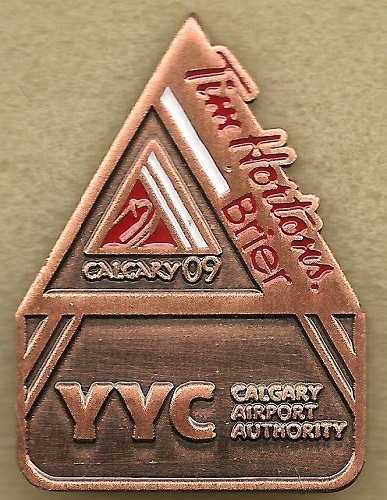 Tim Hortons.
Brier
CALGARY 09
YYC
CALGARY
AIRPORT
AUTHORITY